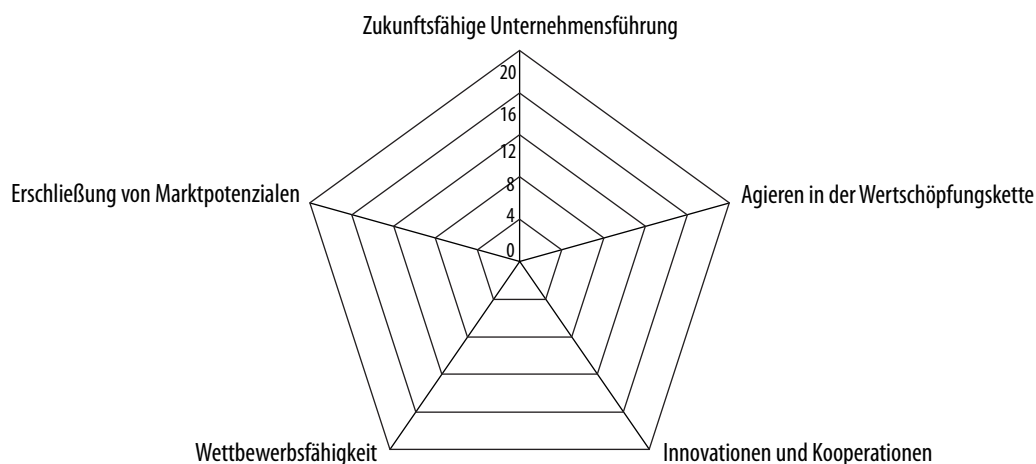 Zukunftsfähige Unternehmensführung
20
16
12
8
4
0
Erschließung von Marktpotenzialen
Agieren in der Wertschöpfungskette
Wettbewerbsfähigkeit
Innovationen und Kooperationen